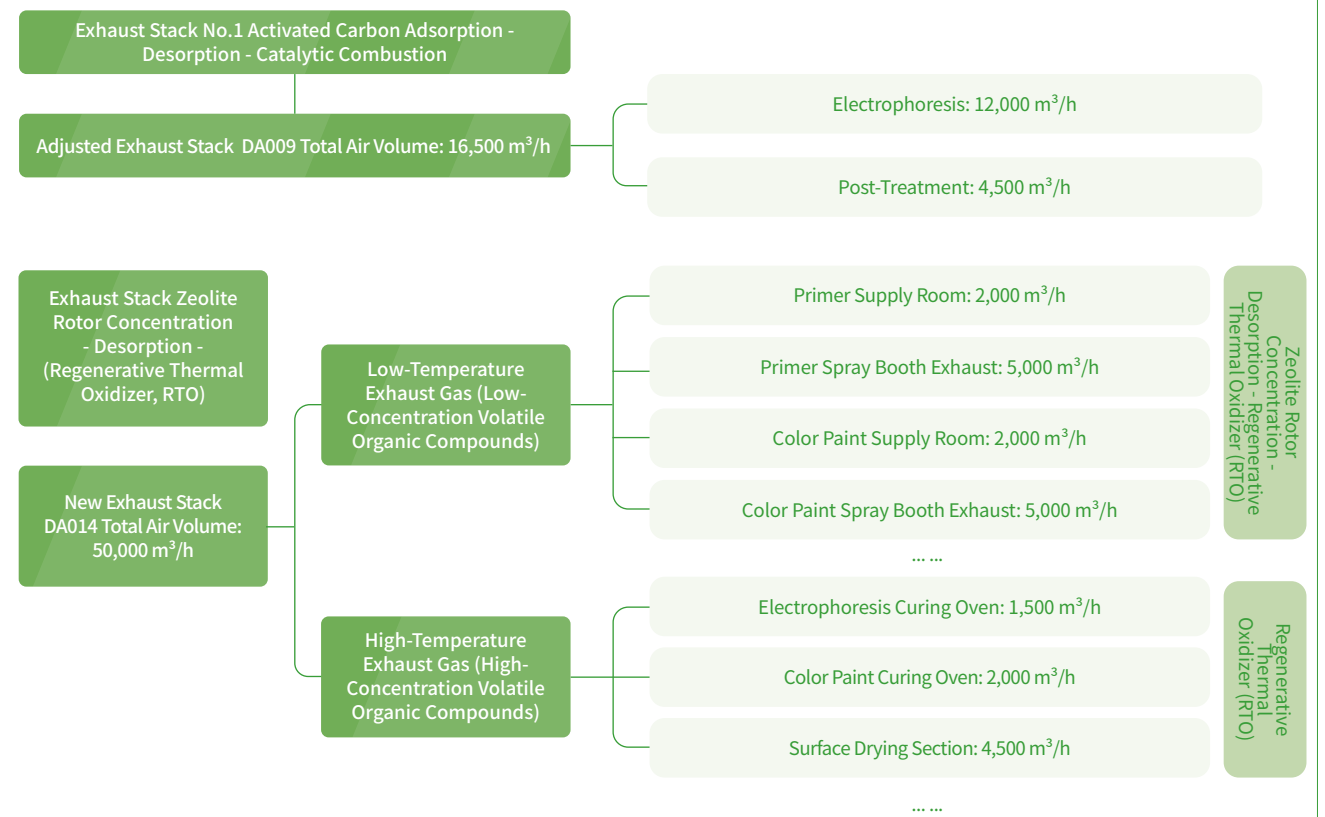 Exhaust Stack No.1 Activated Carbon Adsorption -
Desorption - Catalytic Combustion
Adjusted Exhaust Stack  DA009 Total Air Volume: 16,500 m³/h
Electrophoresis: 12,000 m³/h
Post-Treatment: 4,500 m³/h
Exhaust Stack Zeolite
Rotor Concentration
- Desorption -
(Regenerative Thermal
Oxidizer, RTO)
New Exhaust Stack
DA014 Total Air Volume:
50,000 m³/h
Low-Temperature
Exhaust Gas (Low-
Concentration Volatile
Organic Compounds)
Primer Supply Room: 2,000 m³/h
Primer Spray Booth Exhaust: 5,000 m³/h
Color Paint Supply Room: 2,000 m³/h
Color Paint Spray Booth Exhaust: 5,000 m³/h
... ...
Zeolite Rotor
Concentration -
Desorption - Regenerative
Thermal Oxidizer (RTO)
High-Temperature
Exhaust Gas (High-
Concentration Volatile
Organic Compounds)
Electrophoresis Curing Oven: 1,500 m³/h
Color Paint Curing Oven: 2,000 m³/h
Surface Drying Section: 4,500 m³/h
... ...
Regenerative
Thermal
Oxidizer (RTO)